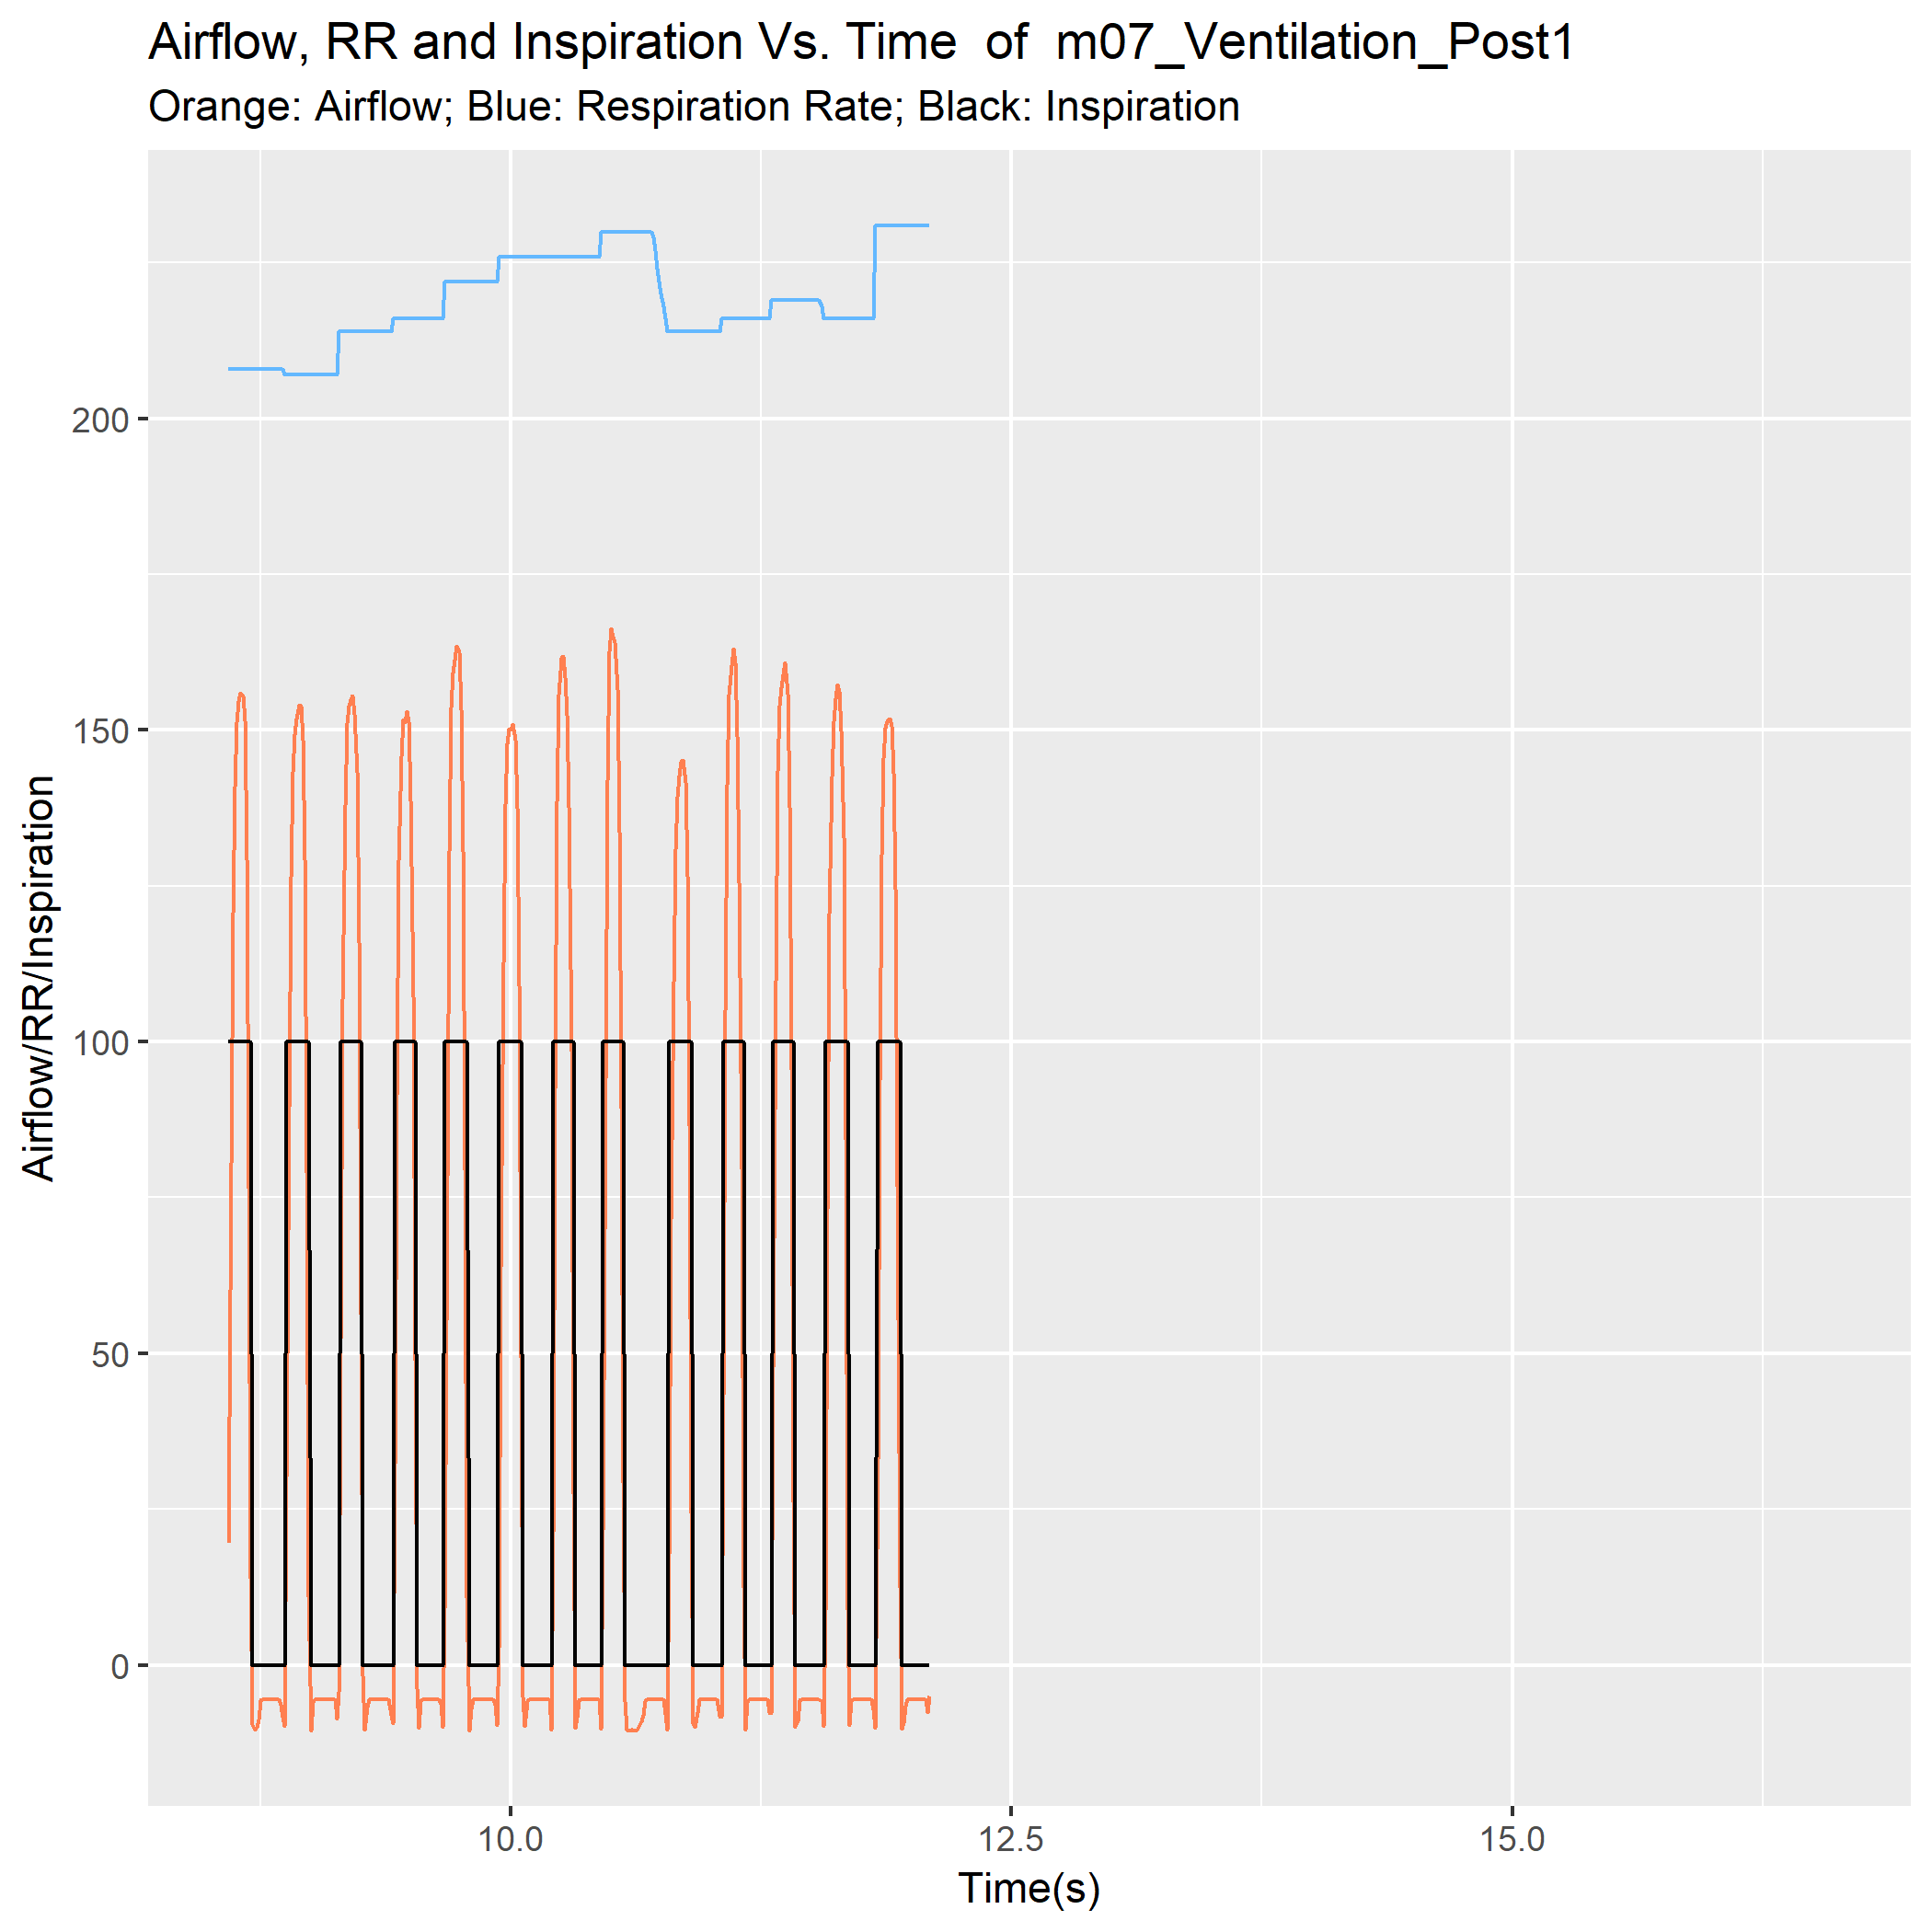 Airflow, RR and Inspiration Vs. Time  of  m07_Ventilation_Post1
Orange: Airflow; Blue: Respiration Rate; Black: Inspiration
Airflow/RR/Inspiration
200
150
100
50
0
10.0
12.5
15.0
Time(s)